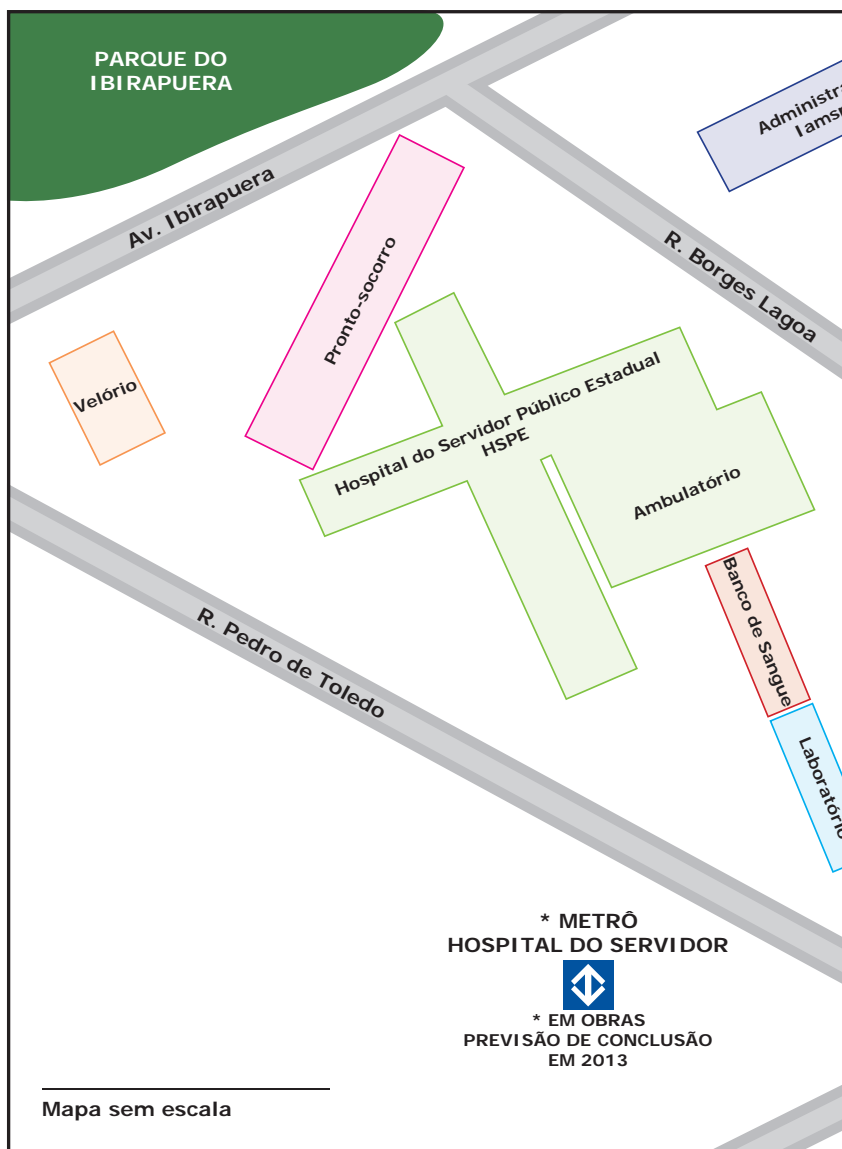 PARQUE DO
IBIRAPUERA
Av. Ibirapuera
R. Borges Lagoa
Pronto-socorro
Velório
Hospital do Servidor Público Estadual
HSPE
Ambulatório
Banco de Sangue
Laboratório
R. Pedro de Toledo
* METRÔ
HOSPITAL DO SERVIDOR
* EM OBRAS
PREVISÃO DE CONCLUSÃO
EM 2013
Mapa sem escala